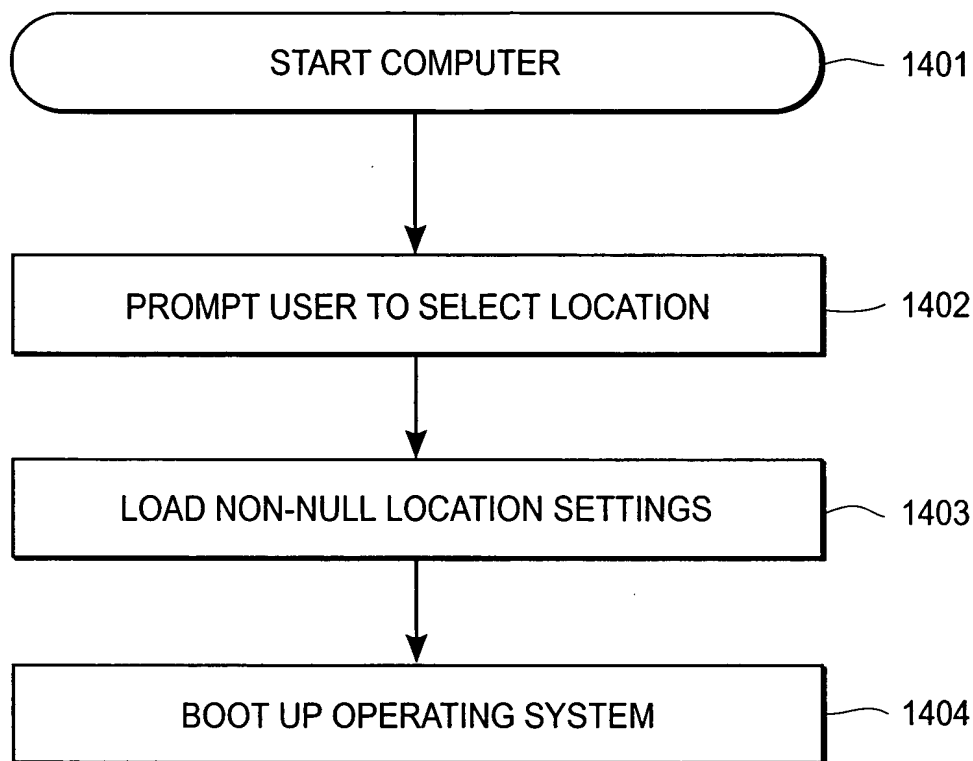 START COMPUTER
1401
PROMPT USER TO SELECT LOCATION
1402
LOAD NON-NULL LOCATION SETTINGS
1403
BOOT UP OPERATING SYSTEM
1404